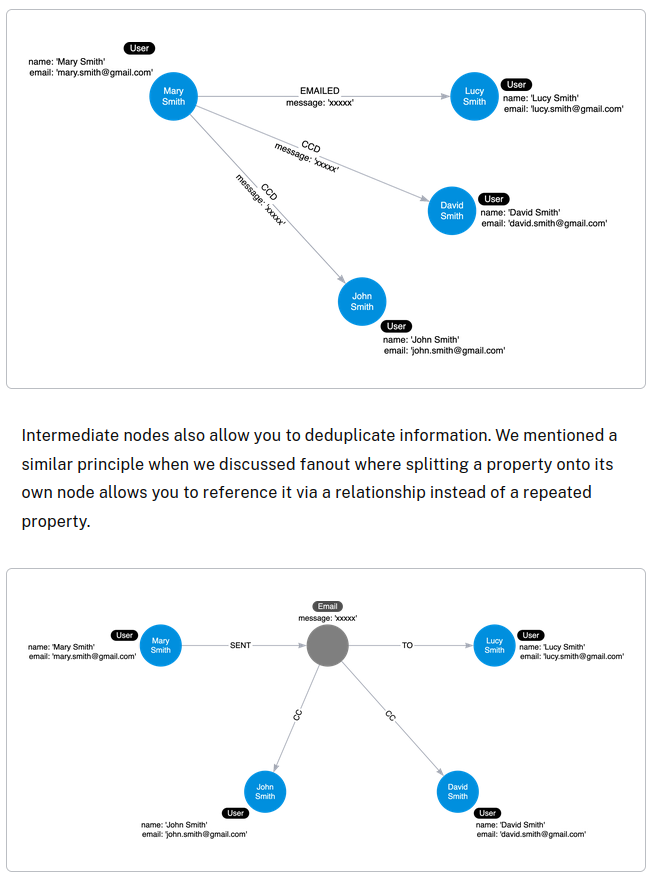 User
name: 'Mary Smith'
email: 'mary.smith@gmail.com'
Mary
Smith
EMAILED
message: 'xxxxx'
Lucy
Smith
User
name: 'Lucy Smith'
email: 'lucy.smith@gmail.com'
CCD
message: 'xxxxx'
CCD
message: 'xxxxx'
David
Smith
User
name: 'David Smith'
email: 'david.smith@gmail.com'
John
Smith
User
name: 'John Smith'
email: 'john.smith@gmail.com'
Intermediate nodes also allow you to deduplicate information. We mentioned a
similar principle when we discussed fanout where splitting a property onto its
own node allows you to reference it via a relationship instead of a repeated
property.
Email
message: 'xxxxx'
User
name: 'Mary Smith'
email: 'mary.smith@gmail.com'
Mary
Smith
SENT
TO
Lucy
Smith
User
name: 'Lucy Smith'
email: 'lucy.smith@gmail.com'
CC
CC
John
Smith
User
name: 'John Smith'
email: 'john.smith@gmail.com'
David
Smith
User
name: 'David Smith'
email: 'david.smith@gmail.com'